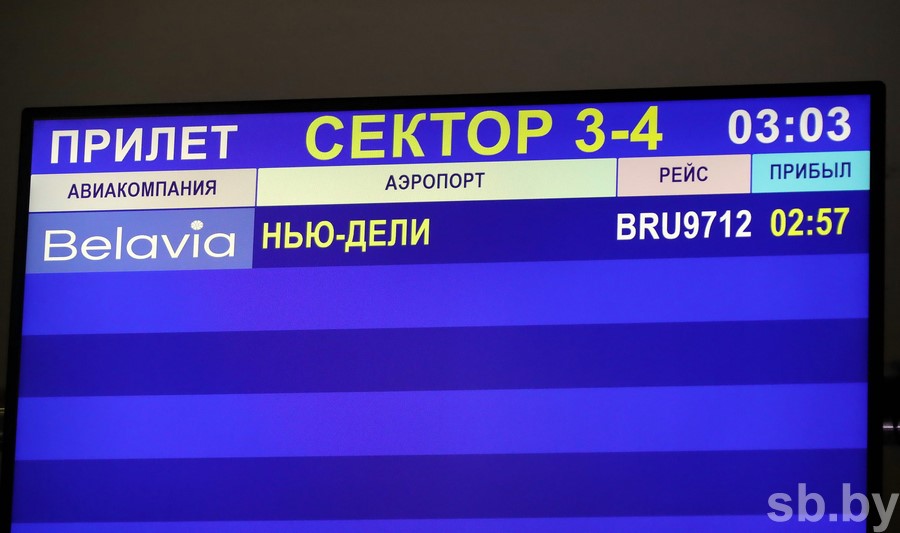 ПРИЛЕТ СЕКТОР 3-4 03:03
АВИАКОМПАНИЯ АЭРОПОРТ РЕЙС ПРИБЫЛ
Belavia НЬЮ-ДЕЛИ BRU9712 02:57
sb.by